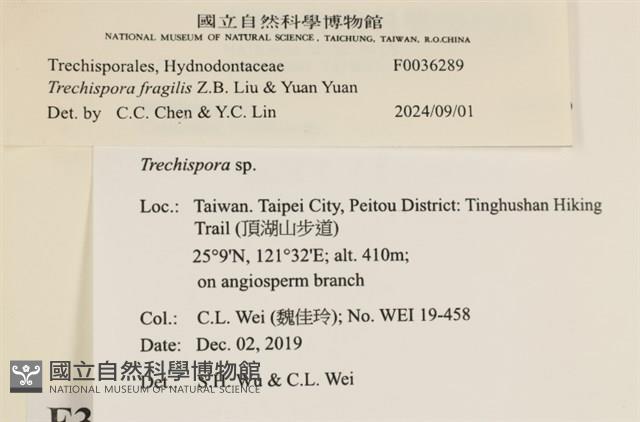 國立自然科學博物館
NATIONAL MUSEUM OF NATURAL SCIENCE, TAICHUNG, TAIWAN, R.O.CHINA
Trechisporales, Hydnodontaceae F0036289
Trechispora fragilis Z.B. Liu & Yuan Yuan
Det. by C.C. Chen & Y.C. Lin 2024/09/01
Trechispora sp.
Loc.: Taiwan. Taipei City, Peitou District: Tinghushan Hiking
Trail (頂湖山步道)
25°9'N, 121°32'E; alt. 410m;
on angiosperm branch
Col.: C.L. Wei (魏佳玲); No. WEI 19-458
Date: Dec. 02, 2019
Det.: S.H. Wu & C.L. Wei
國立自然科學博物館
NATIONAL MUSEUM OF NATURAL SCIENCE